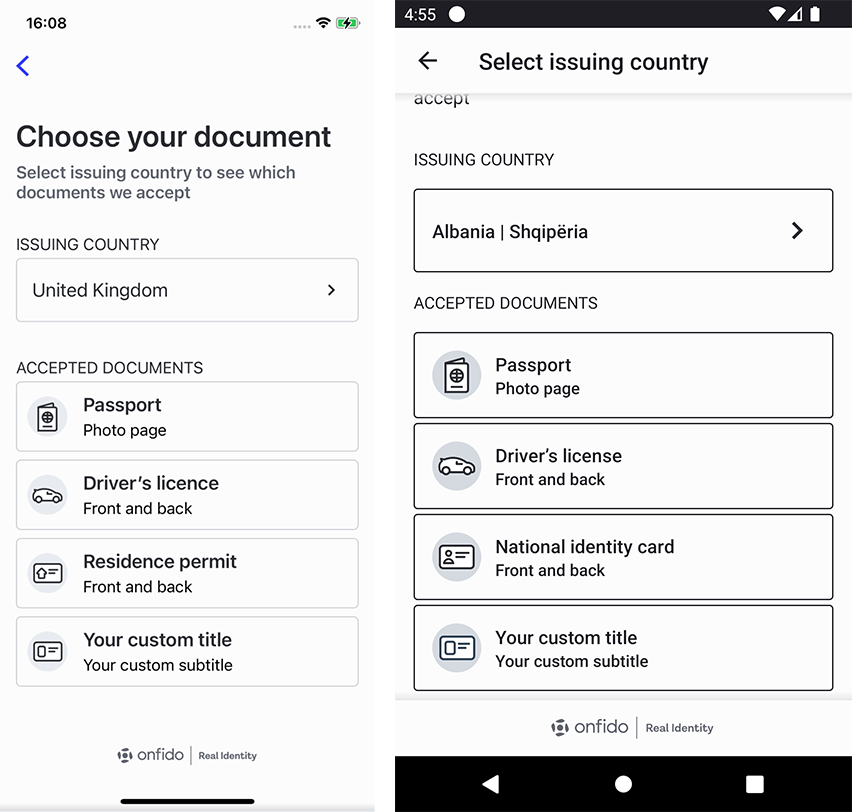 16:08
Choose your document
Select issuing country to see which
documents we accept
ISSUING COUNTRY
United Kingdom
ACCEPTED DOCUMENTS
Passport
Photo page
Driver’s licence
Front and back
Residence permit
Front and back
Your custom title
Your custom subtitle
onfido | Real Identity
4:55
Select issuing country
accept
ISSUING COUNTRY
Albania | Shqipëria
ACCEPTED DOCUMENTS
Passport
Photo page
Driver’s license
Front and back
National identity card
Front and back
Your custom title
Your custom subtitle
onfido | Real Identity